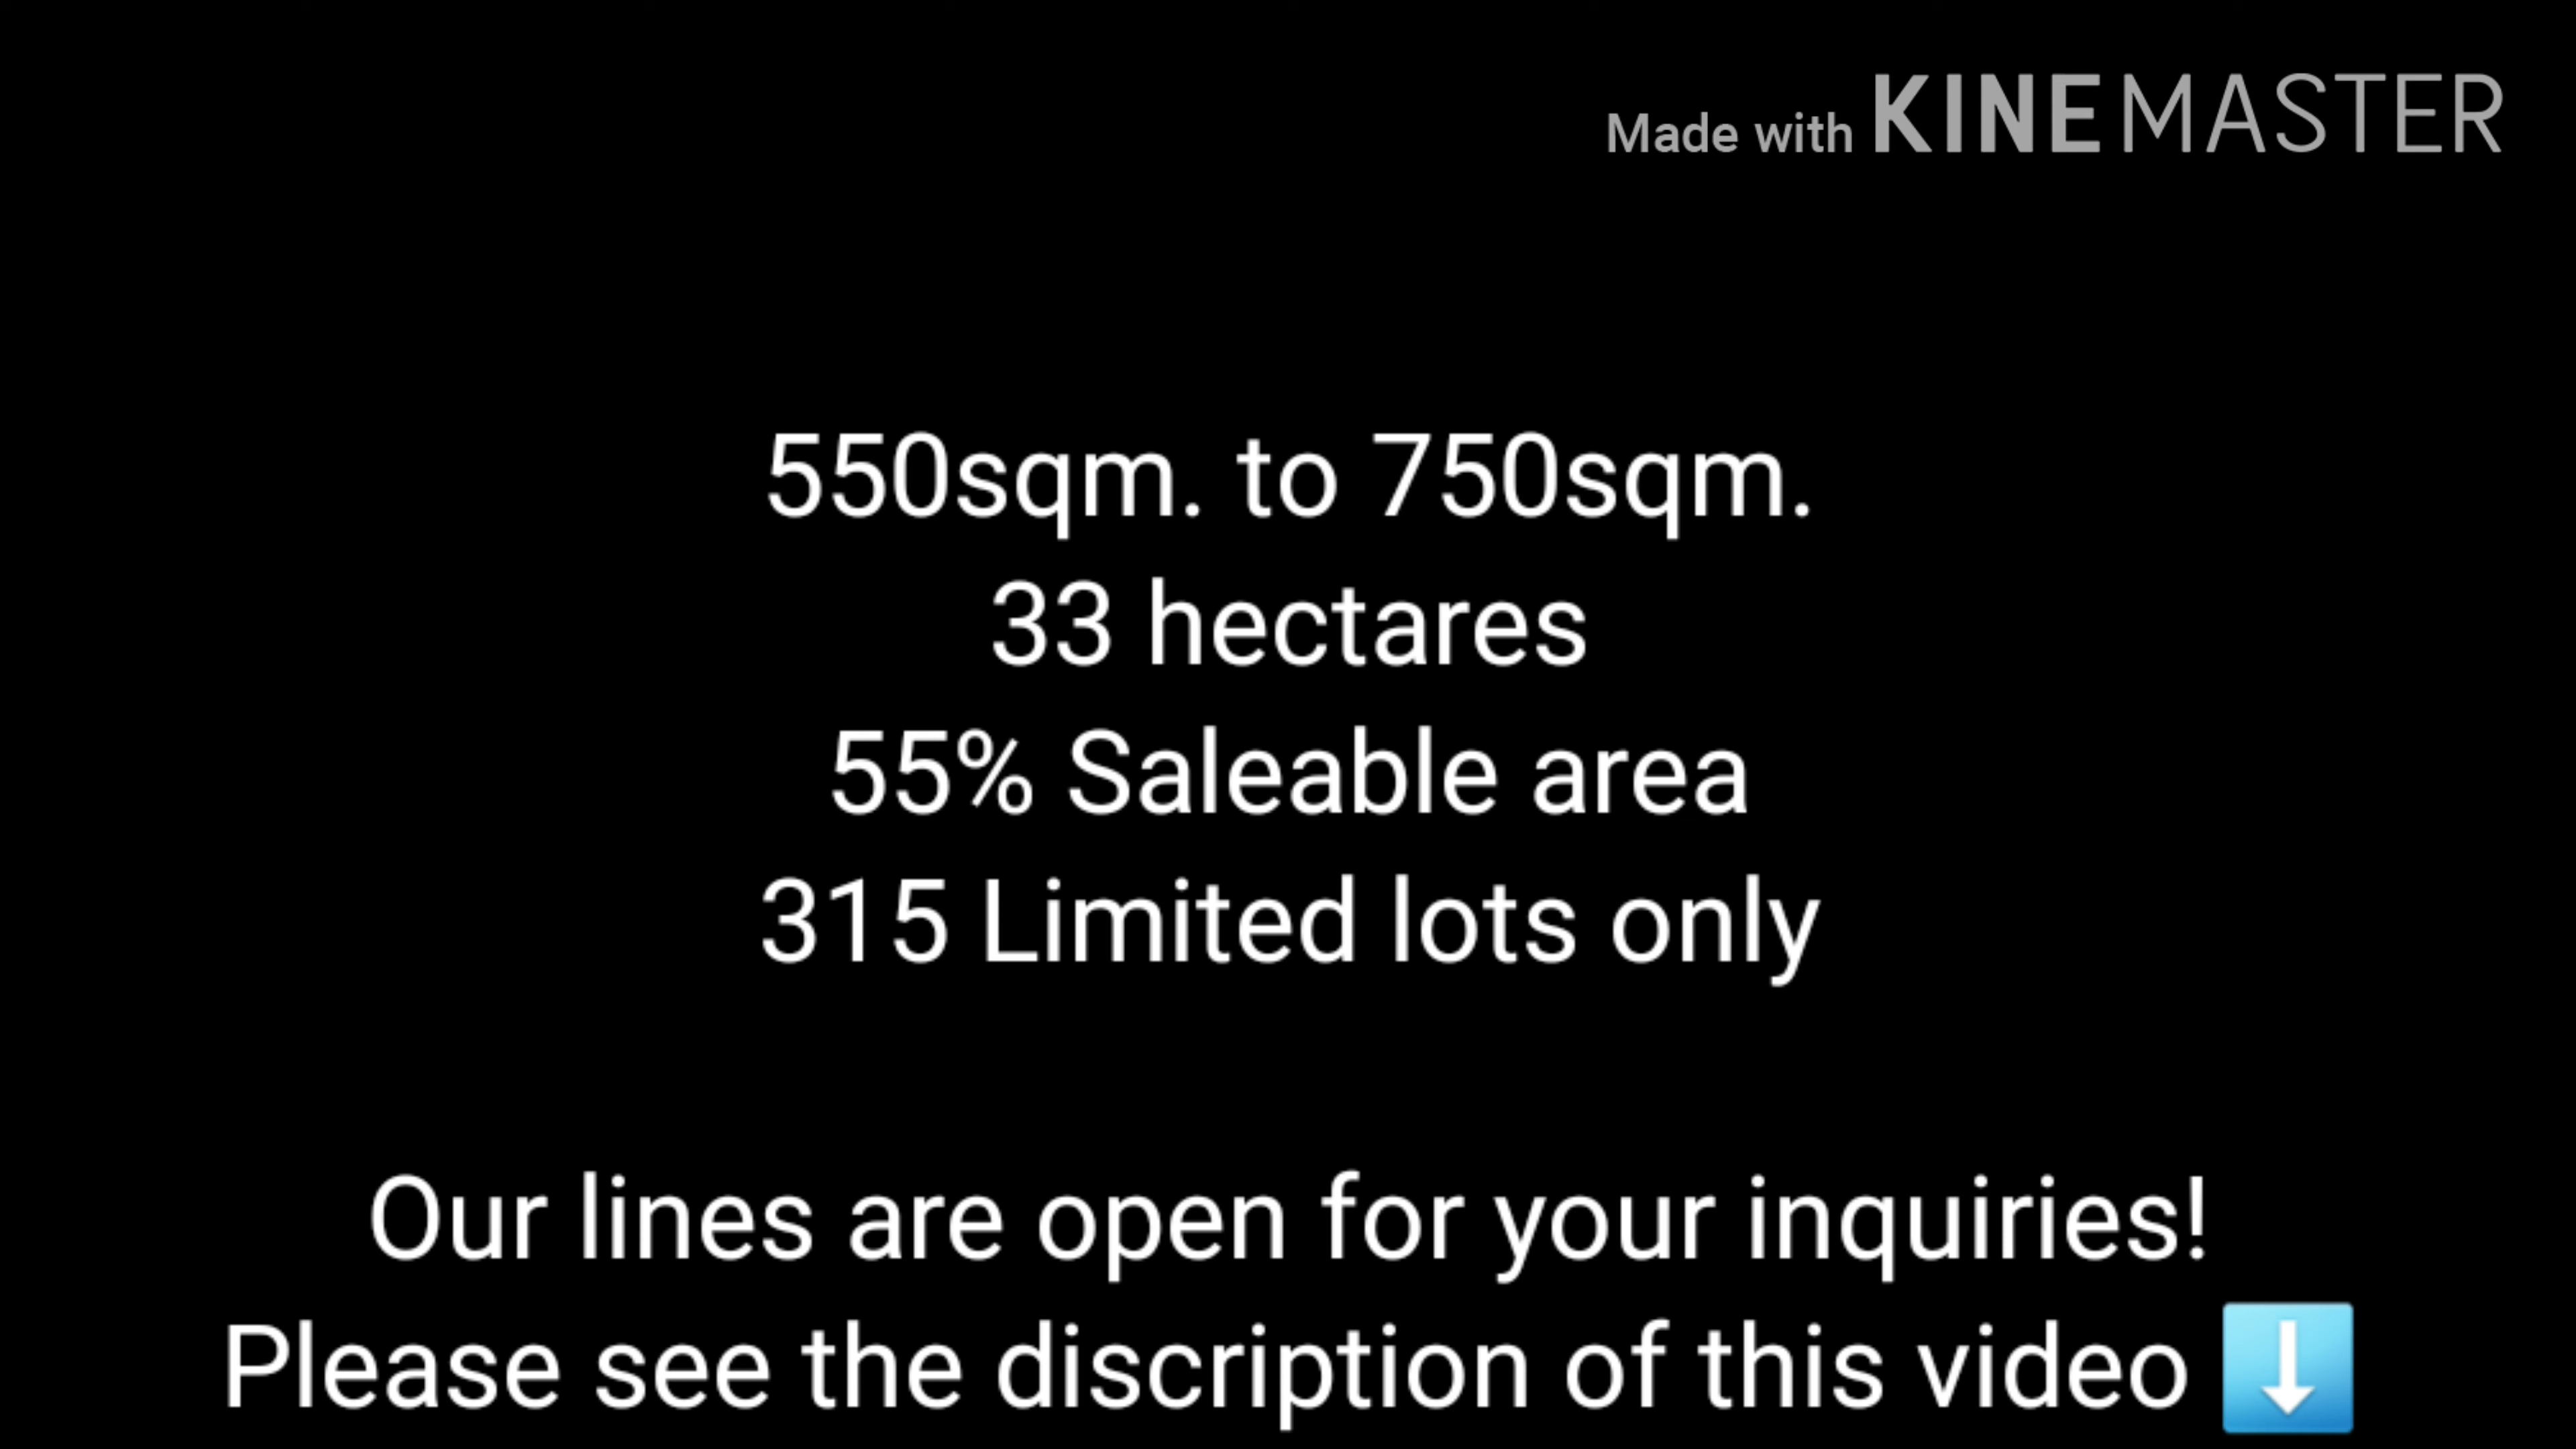 Made with KINEMASTER
550sqm. to 750sqm.
33 hectares
55% Saleable area
315 Limited lots only
Our lines are open for your inquiries!
Please see the discription of this video ⬇️